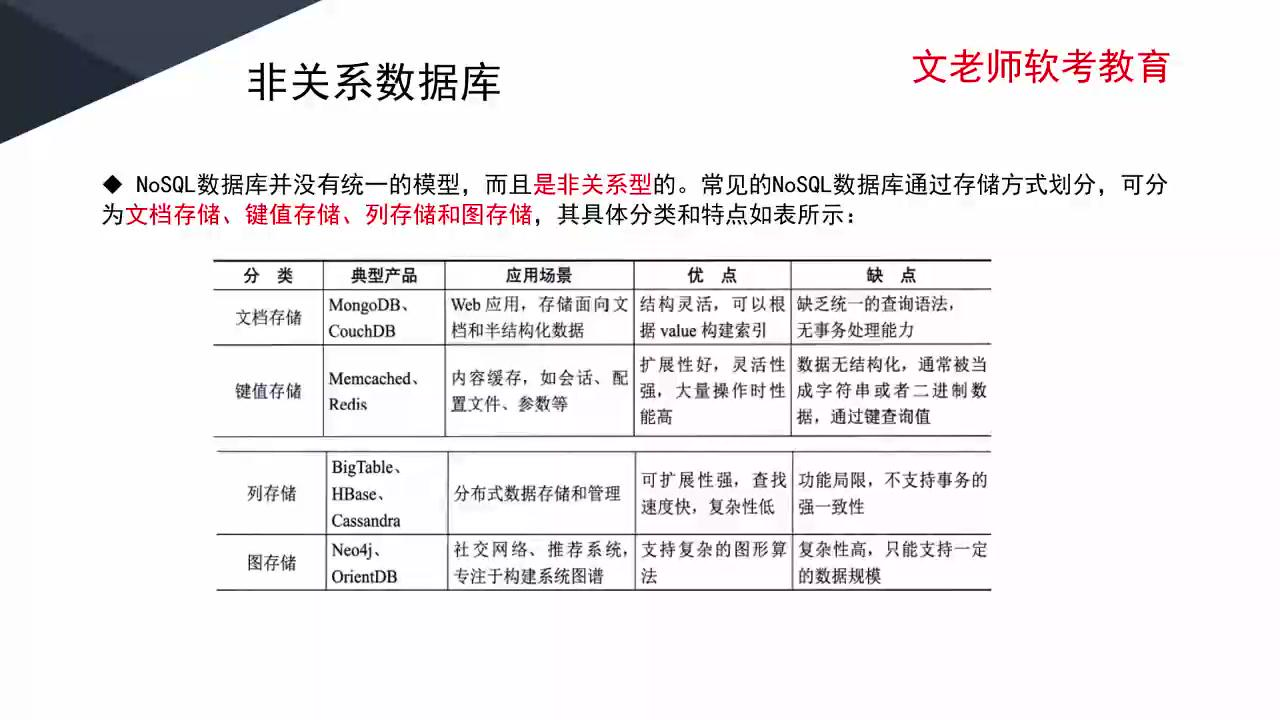 非关系数据库
文老师软考教育
◆ NoSQL数据库并没有统一的模型，而且是非关系型的。常见的NoSQL数据库通过存储方式划分，可分
为文档存储、键值存储、列存储和图存储，其具体分类和特点如表所示：
分 类 典型产品 应用场景 优 点 缺 点
文档存储
MongoDB、
CouchDB
Web 应用，存储面向文
档和半结构化数据
结构灵活，可以根
据 value 构建索引
缺乏统一的查询语法，
无事务处理能力
键值存储
Memcached、
Redis
内容缓存，如会话、配
置文件、参数等
扩展性好，灵活性
强，大量操作时性
能高
数据无结构化，通常被当
成字符串或者二进制数
据，通过键查询值
列存储
BigTable、
HBase、
Cassandra
分布式数据存储和管理
可扩展性强，查找
速度快，复杂性低
功能局限，不支持事务的
强一致性
图存储
Neo4j、
OrientDB
社交网络、推荐系统，
专注于构建系统图谱
支持复杂的图形算
法
复杂性高，只能支持一定
的数据规模